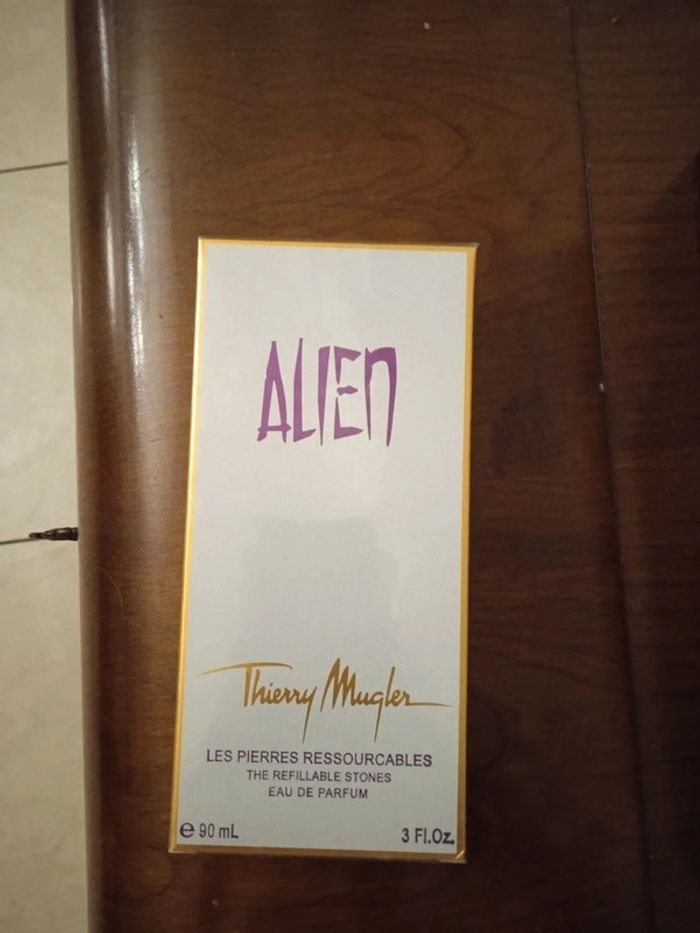 ALIEN
Thierry Mugler
LES PIERRES RESSOURCABLES
THE REFILLABLE STONES
EAU DE PARFUM
e 90 mL
3 Fl.Oz.